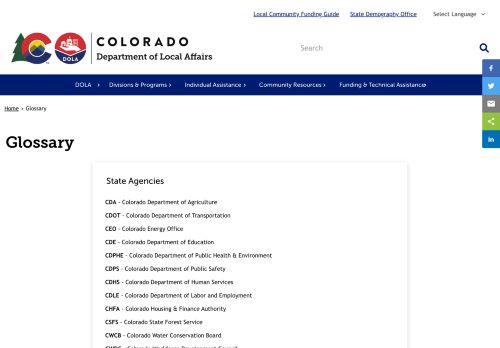 Local Community Funding Guide State Demography Office Select Language
COLORADO
Department of Local Affairs
DOLA
Search
DOLA Divisions & Programs Individual Assistance Community Resources Funding & Technical Assistance
Home > Glossary
Glossary
State Agencies
CDA - Colorado Department of Agriculture
CDOT - Colorado Department of Transportation
CEO - Colorado Energy Office
CDE - Colorado Department of Education
CDPHE - Colorado Department of Public Health & Environment
CDPS - Colorado Department of Public Safety
CDHS - Colorado Department of Human Services
CDLE - Colorado Department of Labor and Employment
CHFA - Colorado Housing & Finance Authority
CSFS - Colorado State Forest Service
CWCB - Colorado Water Conservation Board